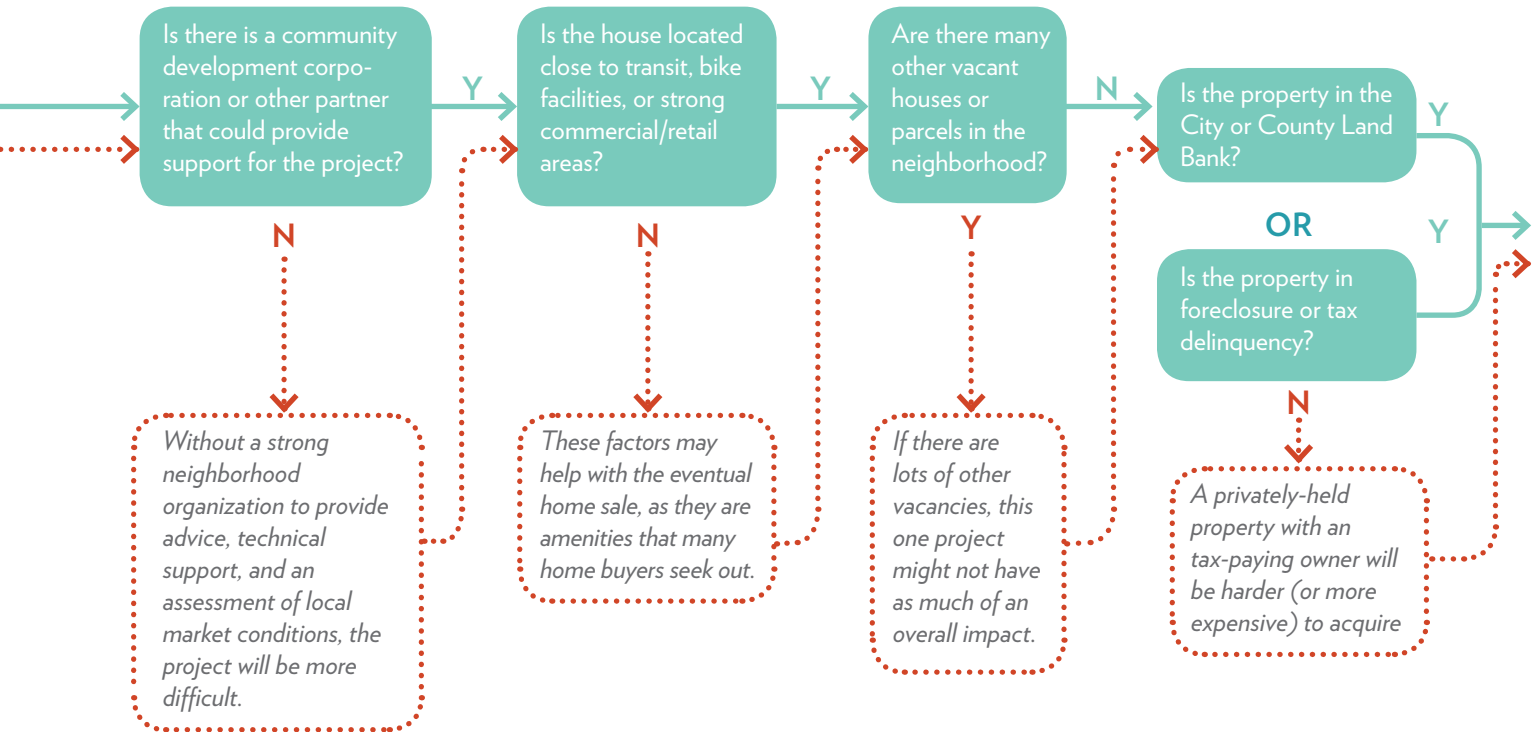 Is there is a community
development corpo-
ration or other partner
that could provide
support for the project?
Y
N
Without a strong
neighborhood
organization to provide
advice, technical
support, and an
assessment of local
market conditions, the
project will be more
difficult.
Is the house located
close to transit, bike
facilities, or strong
commercial/retail
areas?
Y
N
These factors may
help with the eventual
home sale, as they are
amenities that many
home buyers seek out.
Are there many
other vacant
houses or
parcels in the
neighborhood?
N
Y
If there are
lots of other
vacancies, this
one project
might not have
as much of an
overall impact.
Is the property in the
City or County Land
Bank?
Y
OR
Y
Is the property in
foreclosure or tax
delinquency?
N
A privately-held
property with an
tax-paying owner will
be harder (or more
expensive) to acquire